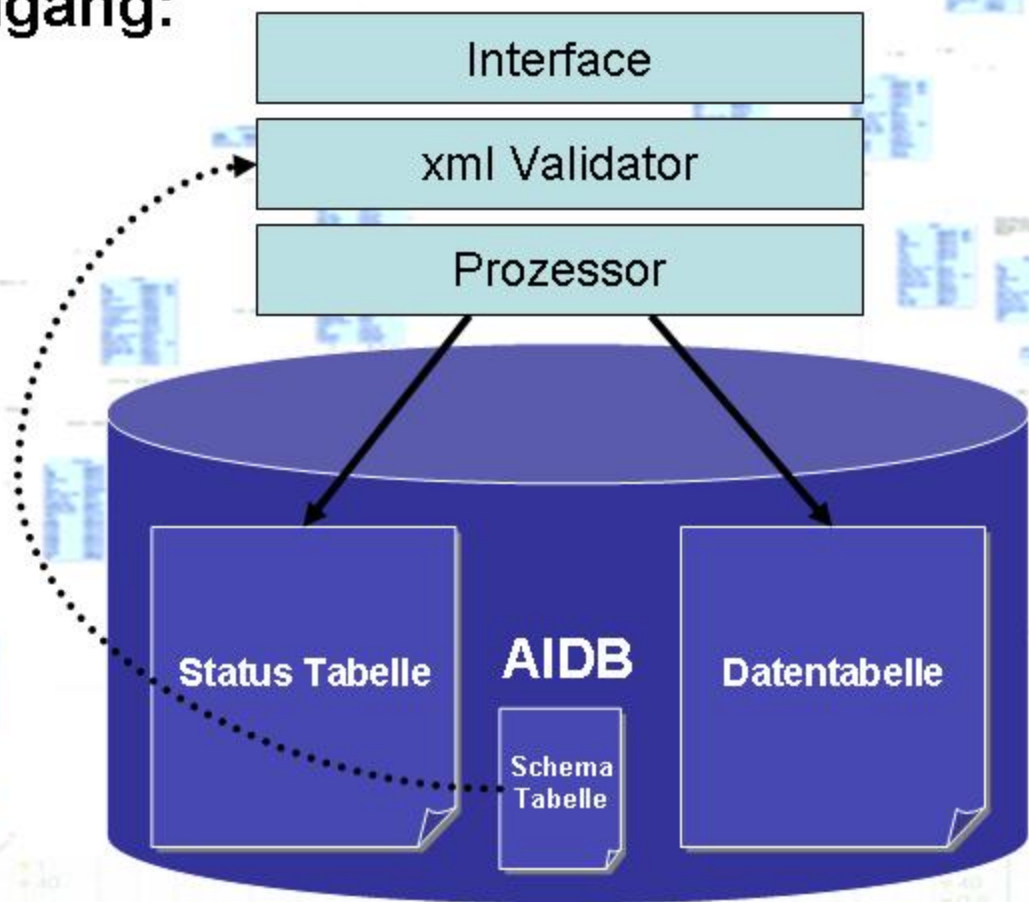 gang:
Interface
xml Validator
Prozessor
Status Tabelle
AIDB
Datentabelle
Schema
Tabelle